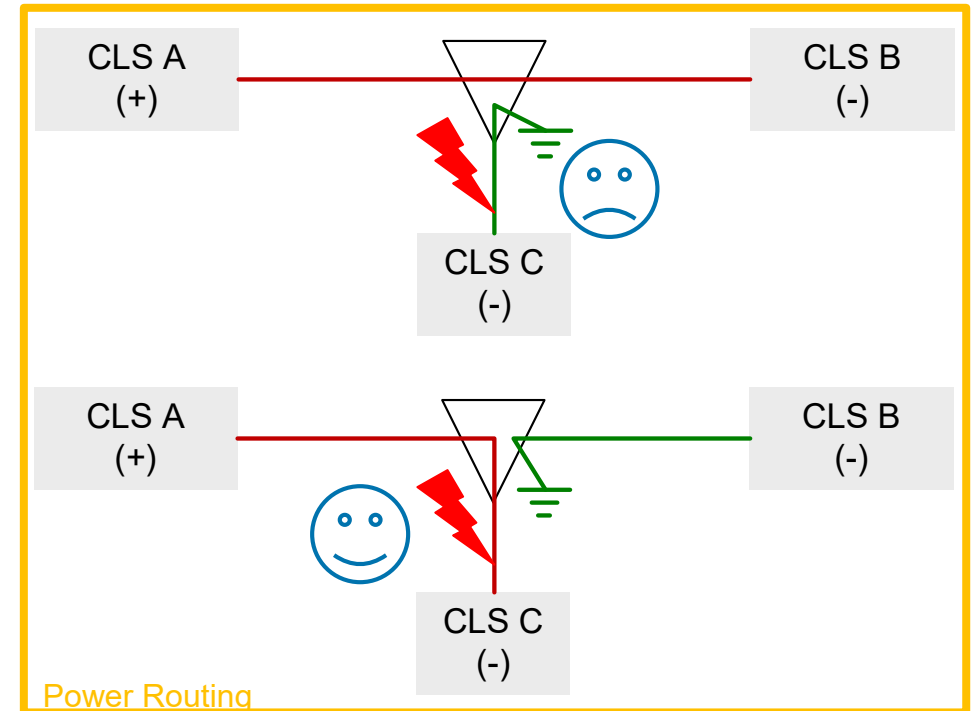 CLS A
(+)
CLS B
(-)
CLS C
(-)
CLS A
(+)
CLS B
(-)
CLS C
(-)
Power Routing